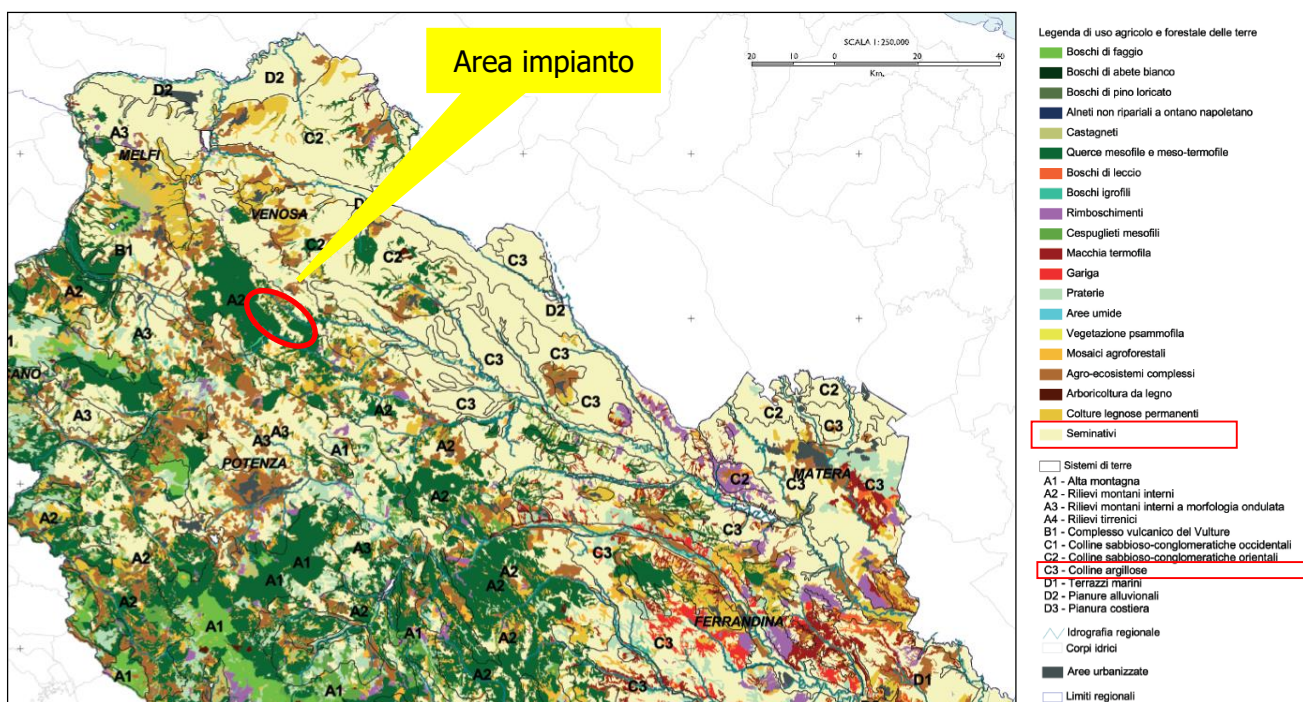 Area impianto
SCALA 1: 250.000
20 10 0 20 40
Km.
D2
D2
C2
A3
MELFI
VENOSA
C2
C2
C3
B1
A2
A2
D2
A3
C3
C3
C3
C3
A3
A2
A3
A3
A1
A2
POTENZA
C2
C2
C3
MATERA
C2
C3
C3
C3
A2
A2
A2
A1
A3
A1
A2
C3
A2
A2
A1
A1
A2
C3
FERRANDINA
A1
A1
A2
C3
D1
Legenda di uso agricolo e forestale delle terre
Boschi di faggio
Boschi di abete bianco
Boschi di pino loricato
Alneti non ripariali a ontano napoletano
Castagneti
Querce mesofile e meso-termofile
Boschi di leccio
Boschi igrofili
Rimboschimenti
Cespuglieti mesofili
Macchia termofila
Gariga
Praterie
Aree umide
Vegetazione psammofila
Mosaici agroforestali
Agro-ecosistemi complessi
Arboricoltura da legno
Colture legnose permanenti
Seminativi
Sistemi di terre
A1 - Alta montagna
A2 - Rilievi montani interni
A3 - Rilievi montani interni a morfologia ondulata
A4 - Rilievi tirrenici
B1 - Complesso vulcanico del Vulture
C1 - Colline sabbioso-conglomeratiche occidentali
C2 - Colline sabbioso-conglomeratiche orientali
C3 - Colline argillose
D1 - Terrazzi marini
D2 - Pianure alluvionali
D3 - Pianura costiera
Idrografia regionale
Corpi idrici
Aree urbanizzate
Limiti regionali